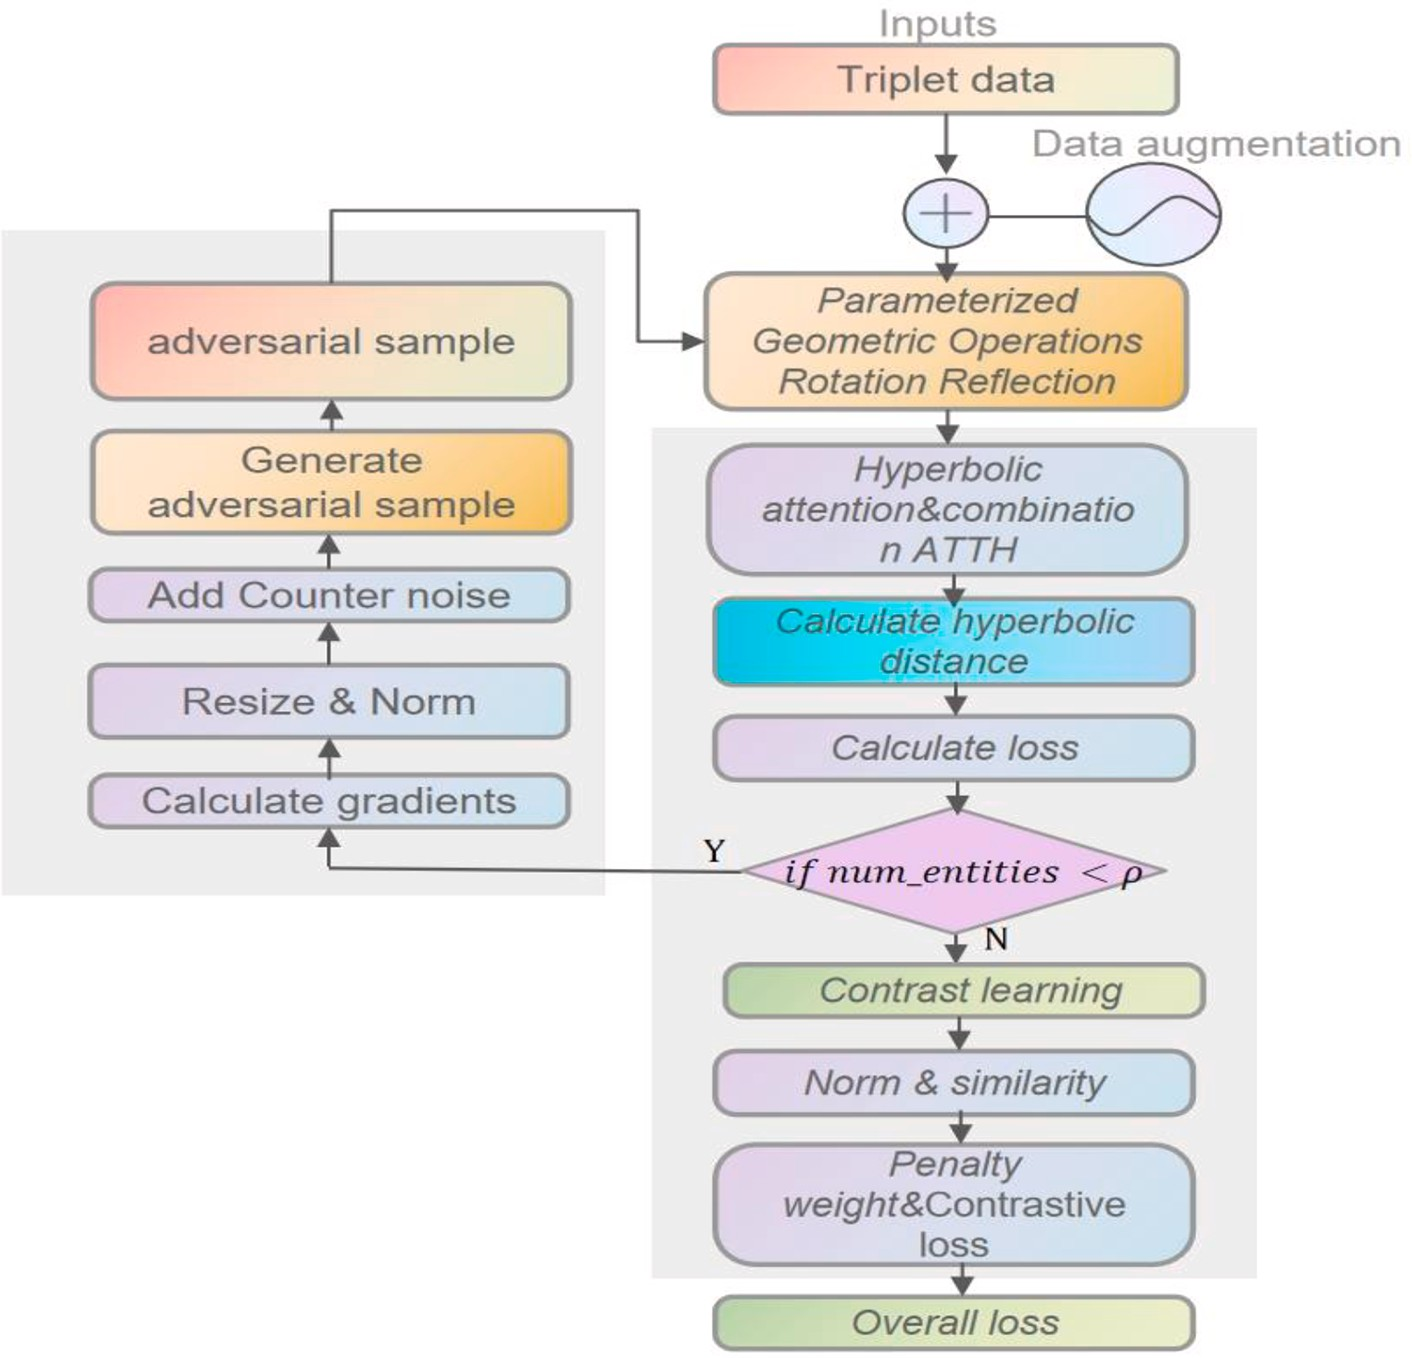 Inputs
Triplet data
Data augmentation
Parameterized
Geometric Operations
Rotation Reflection
Hyperbolic
attention&combinatio
n ATTH
Calculate hyperbolic
distance
Calculate loss
if num_entities < ρ
Y
N
Calculate gradients
Resize & Norm
Add Counter noise
Generate
adversarial sample
adversarial sample
Contrast learning
Norm & similarity
Penalty
weight&Contrastive
loss
Overall loss